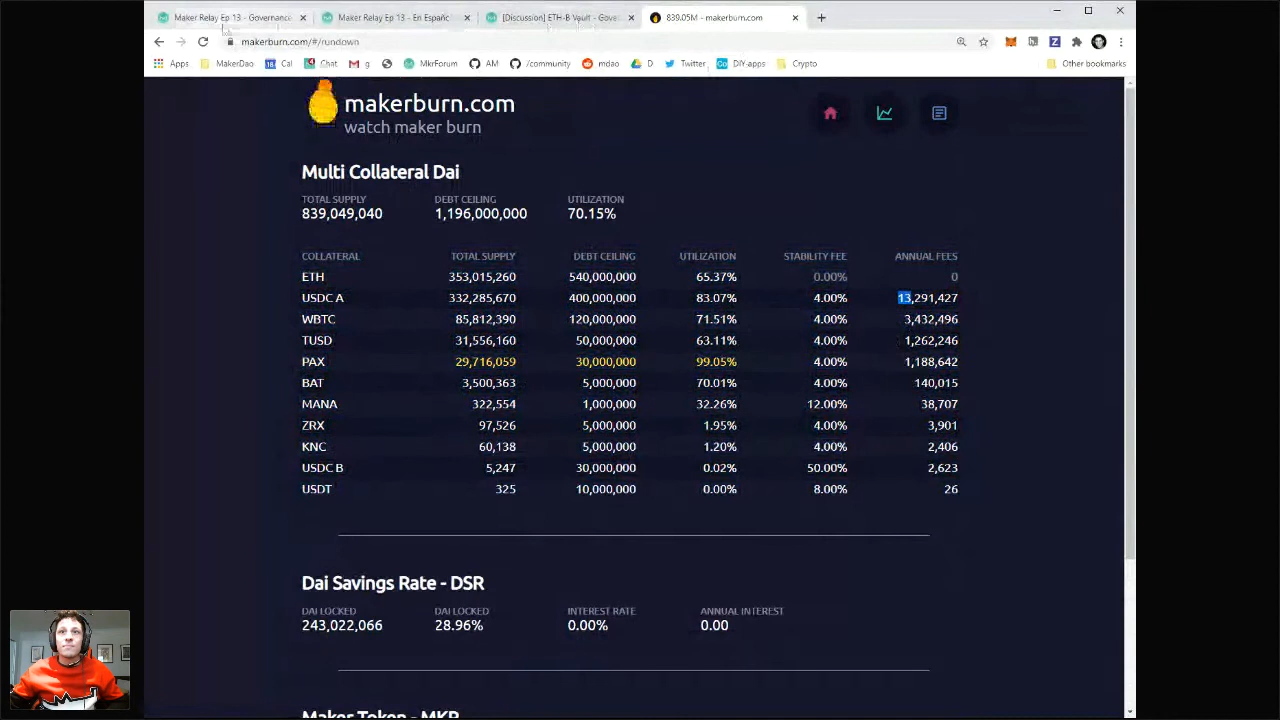 Maker Relay Ep 13 - Governance
Maker Relay Ep 13 - En Españc
[Discussion] ETH-B Vault - Gove
839.05M - makerburn.com
makerburn.com/#/rundown
Apps
MakerDao
Cal
Chat
AM
/community
MkrForum
mdao
D
Twitter
DIY-apps
Crypto
Other bookmarks
makerburn.com
watch maker burn
Multi Collateral Dai
TOTAL SUPPLY DEBT CEILING UTILIZATION
839,049,040 1,196,000,000 70.15%
COLLATERAL TOTAL SUPPLY DEBT CEILING UTILIZATION STABILITY FEE ANNUAL FEES
ETH 353,015,260 540,000,000 65.37% 0.00% 0
USDC A 332,285,670 400,000,000 83.07% 4.00% 13,291,427
WBTC 85,812,390 120,000,000 71.51% 4.00% 3,432,496
TUSD 31,556,160 50,000,000 63.11% 4.00% 1,262,246
PAX 29,716,059 30,000,000 99.05% 4.00% 1,188,642
BAT 3,500,363 5,000,000 70.01% 4.00% 140,015
MANA 322,554 1,000,000 32.26% 12.00% 38,707
ZRX 97,526 5,000,000 1.95% 4.00% 3,901
KNC 60,138 5,000,000 1.20% 4.00% 2,406
USDC B 5,247 30,000,000 0.02% 50.00% 2,623
USDT 325 10,000,000 0.00% 8.00% 26
Dai Savings Rate - DSR
DAI LOCKED DAI LOCKED INTEREST RATE ANNUAL INTEREST
243,022,066 28.96% 0.00% 0.00
Maker Token - MKR